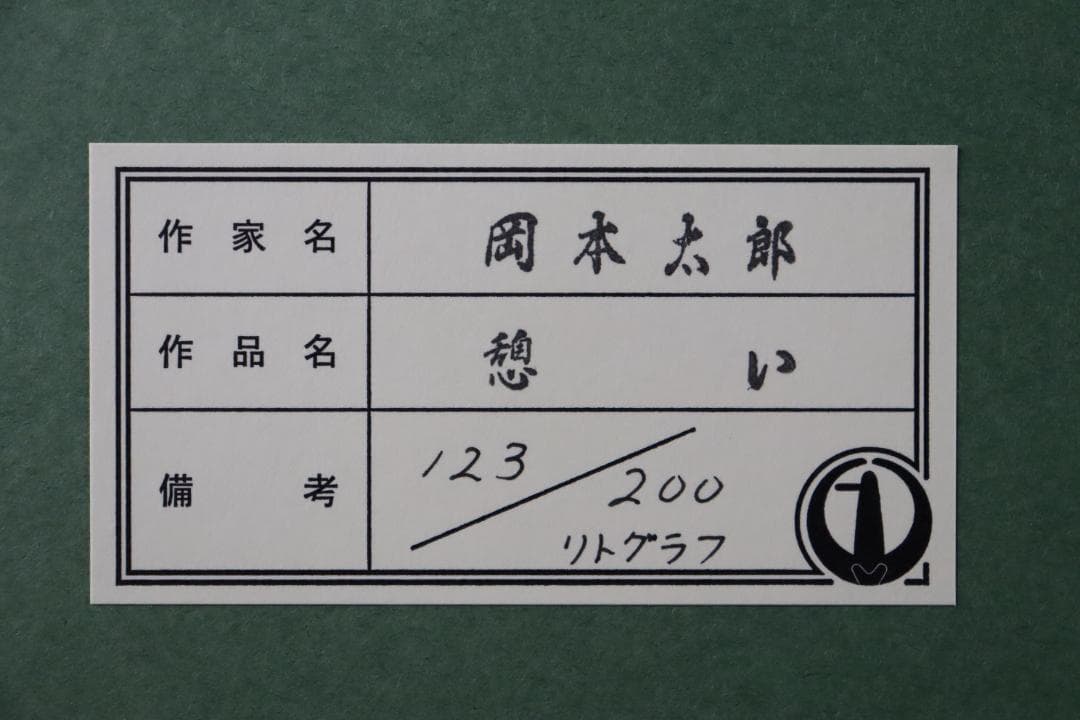 作家名 岡本太郎
作品名 憩い
備考 123/200
リトグラフ